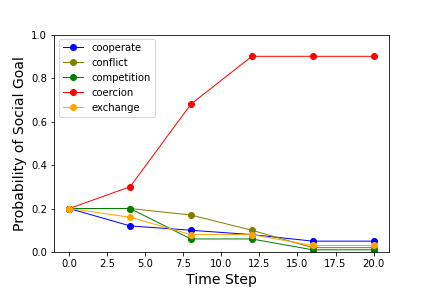 1.0
0.8
0.6
0.4
0.2
0.0
Probability of Social Goal
cooperate
conflict
competition
coercion
exchange
0.0 2.5 5.0 7.5 10.0 12.5 15.0 17.5 20.0
Time Step